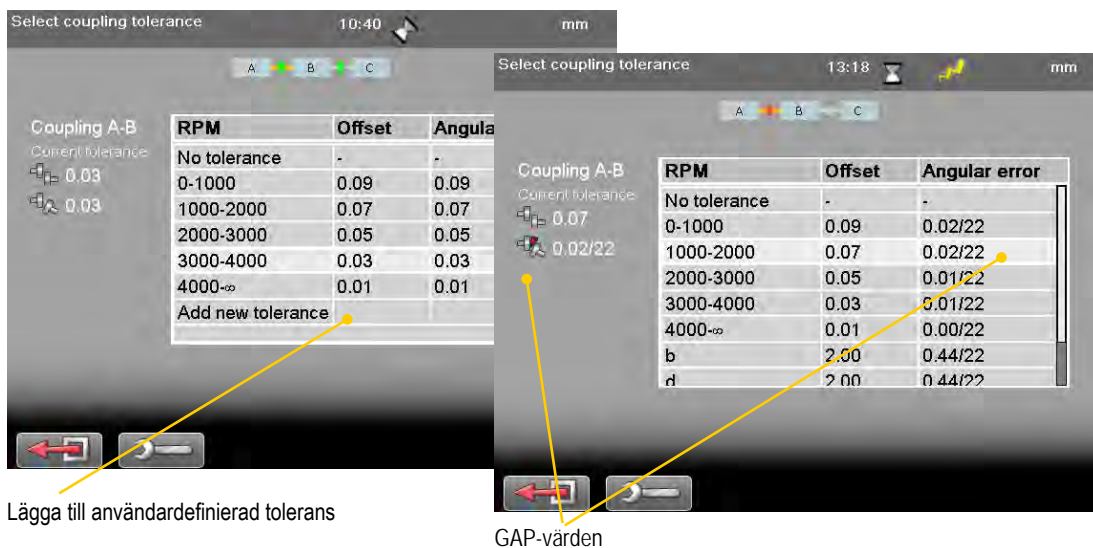 Select coupling tolerance 10:40 mm
A B C
Coupling A-B
Current tolerance
0.03
0.03
RPM Offset Angula
No tolerance - -
0-1000 0.09 0.09
1000-2000 0.07 0.07
2000-3000 0.05 0.05
3000-4000 0.03 0.03
4000-∞ 0.01 0.01
Add new tolerance
Lägga till användardefinierad tolerans
Select coupling tolerance 13:18 mm
A B C
Coupling A-B
Current tolerance
0.07
0.02/22
RPM Offset Angular error
No tolerance - -
0-1000 0.09 0.02/22
1000-2000 0.07 0.02/22
2000-3000 0.05 0.01/22
3000-4000 0.03 0.01/22
4000-∞ 0.01 0.00/22
b 2.00 0.44/22
d 2.00 0.44/22
GAP-värden